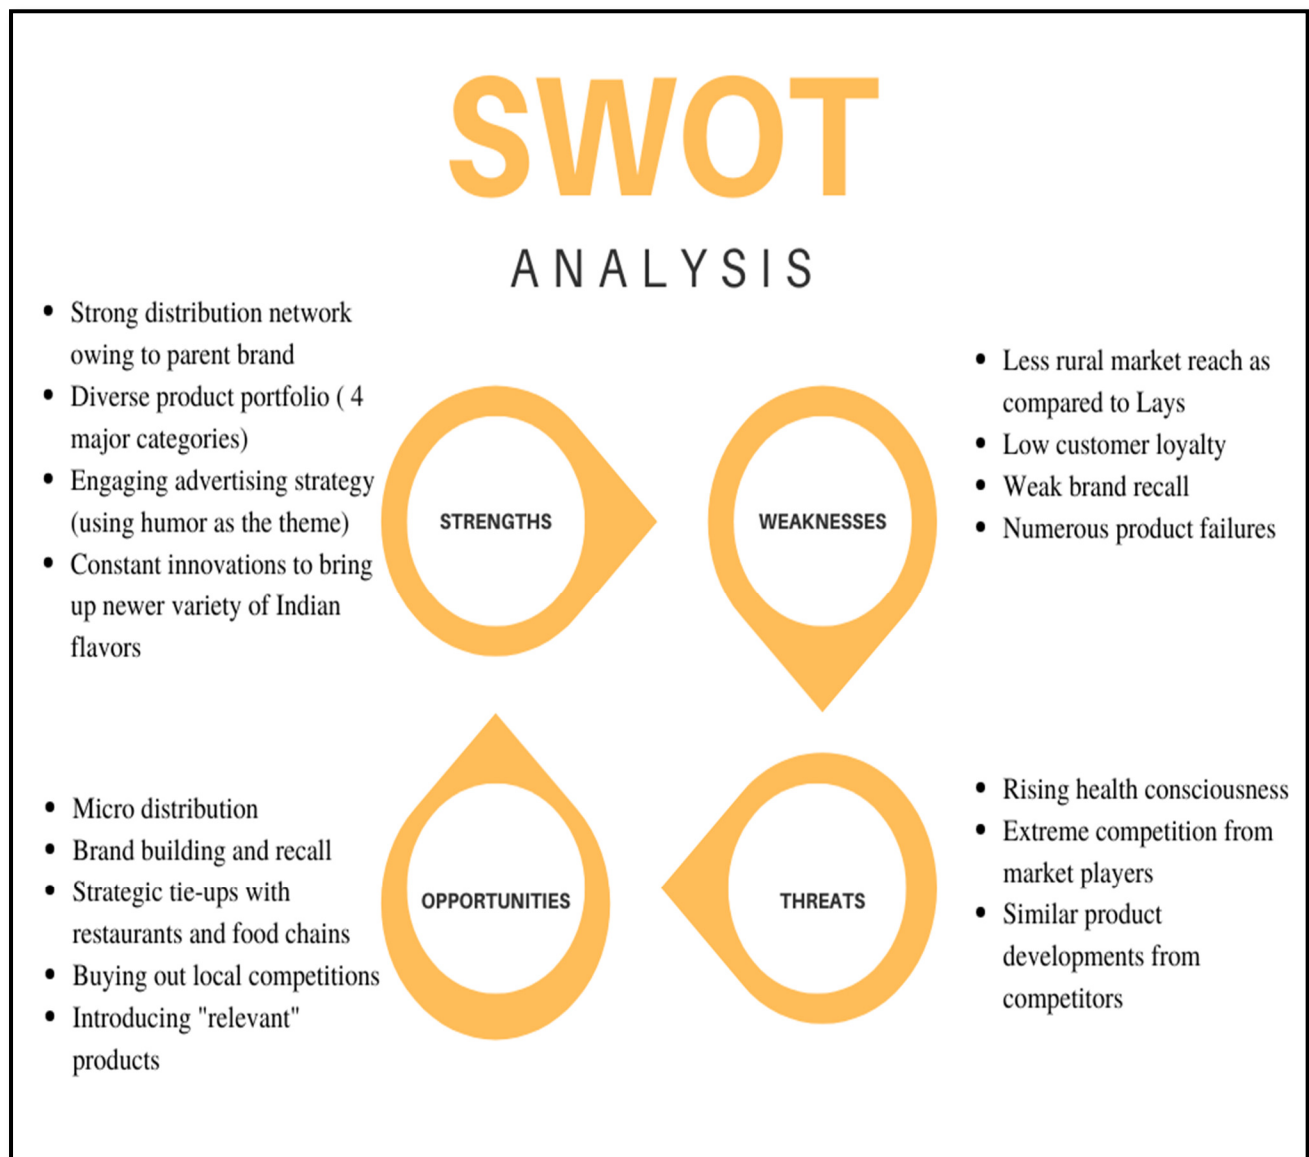 SWOT
ANALYSIS
• Strong distribution network
owing to parent brand
• Diverse product portfolio ( 4
major categories)
• Engaging advertising strategy
(using humor as the theme)
• Constant innovations to bring
up newer variety of Indian
flavors
STRENGTHS
WEAKNESSES
• Less rural market reach as
compared to Lays
• Low customer loyalty
• Weak brand recall
• Numerous product failures
• Micro distribution
• Brand building and recall
• Strategic tie-ups with
restaurants and food chains
• Buying out local competitions
• Introducing "relevant"
products
OPPORTUNITIES
THREATS
• Rising health consciousness
• Extreme competition from
market players
• Similar product
developments from
competitors